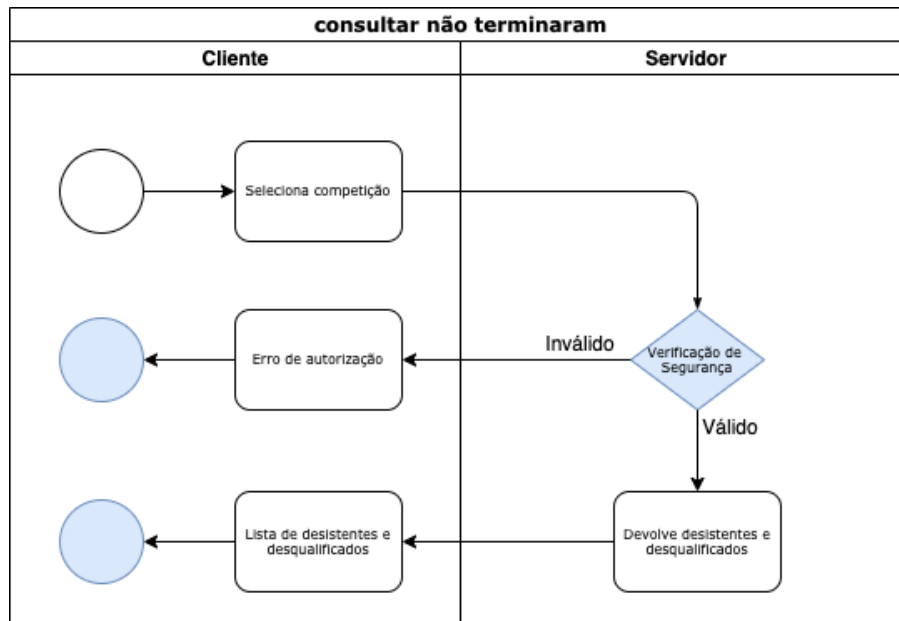 consultar não terminaram
Cliente
Servidor
Seleciona competição
Erro de autorização
Inválido
Verificação de
Segurança
Válido
Lista de desistentes e
desqualificados
Devolve desistentes e
desqualificados